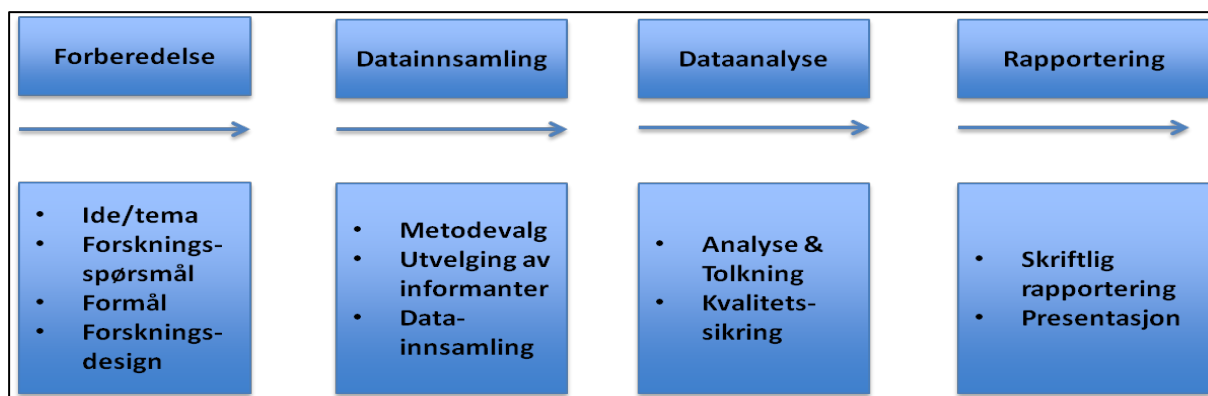 Forberedelse
Datainnsamling
Dataanalyse
Rapportering
• Ide/tema
• Forsknings-
spørsmål
• Formål
• Forsknings-
design
• Metodevalg
• Utvelging av
informanter
• Data-
innsamling
• Analyse &
Tolkning
• Kvalitets-
sikring
• Skriftlig
rapportering
• Presentasjon